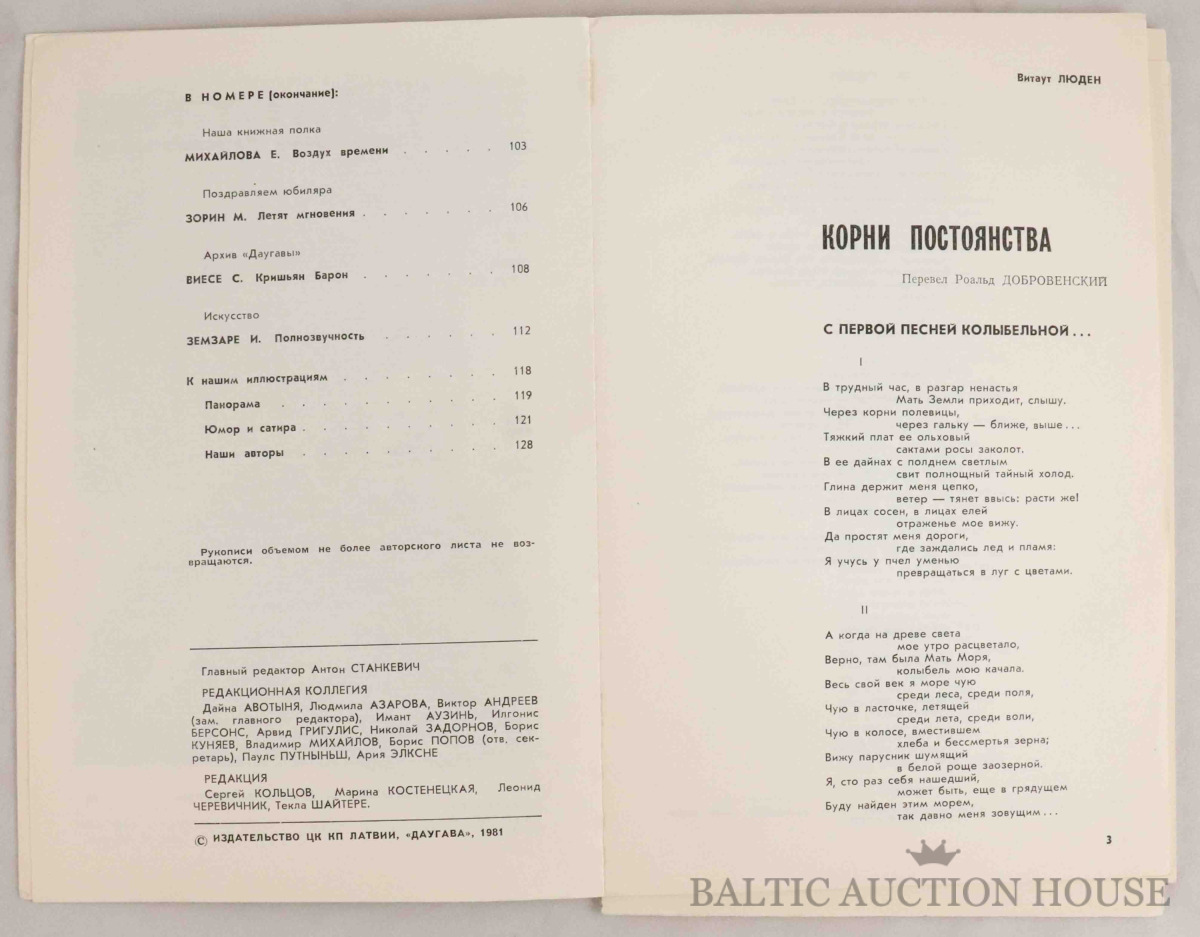 В НОМЕРЕ (окончание):
Наша книжная полка
МИХАЙЛОВА Е. Воздух времени . . . . . 103
Поздравляем юбиляра
ЗОРИН М. Летят мгновения . . . . . . 106
Архив «Даугавы»
ВИЕСЕ С. Кришьян Барон . . . . . . 108
Искусство
ЗЕМЗАРЕ И. Полнозвучность . . . . . . 112
К нашим иллюстрациям . . . . . . . 118
Панорама . . . . . . . . . 119
Юмор и сатира . . . . . . . . 121
Наши авторы . . . . . . . . 128
Рукописи объемом не более авторского листа не воз-
вращаются.
Главный редактор Антон СТАНКЕВИЧ
РЕДАКЦИОННАЯ КОЛЛЕГИЯ
Дайна АВОТЫНЯ, Людмила АЗАРОВА, Виктор АНДРЕЕВ
(зам. главного редактора), Имант АУЗИНЬ, Илгонис
БЕРСОНС, Арвид ГРИГУЛИС, Николай ЗАДОРНОВ, Борис
КУНЯЕВ, Владимир МИХАЙЛОВ, Борис ПОПОВ (отв. сек-
ретарь), Паулс ПУТНЫНЬШ, Ария ЭЛКСНЕ
РЕДАКЦИЯ
Сергей КОЛЬЦОВ, Марина КОСТЕНЕЦКАЯ, Леонид
ЧЕРЕВИЧНИК, Текла ШАЙТЕРЕ.
(C) ИЗДАТЕЛЬСТВО ЦК КП ЛАТВИИ, «ДАУГАВА», 1981
Витаут ЛЮДЕН
КОРНИ ПОСТОЯНСТВА
Перевел Роальд ДОБРОВЕНСКИЙ
С ПЕРВОЙ ПЕСНЕЙ КОЛЫБЕЛЬНОЙ...
I
В трудный час, в разгар ненастья
Мать Земли приходит, слышу.
Через корни полевицы,
через гальку — ближе, выше...
Тяжкий плат ее ольховый
сактами росы заколот.
В ее дайнах с полднем светлым
свит полнощный тайный холод.
Глина держит меня цепко,
ветер — тянет ввысь: расти же!
В лицах сосен, в лицах елей
отраженье мое вижу.
Да простят меня дороги,
где заждались лед и пламя:
Я учусь у пчел уменью
превращаться в луг с цветами.
II
А когда на древе света
мое утро расцветало,
Верно, там была Мать Моря,
колыбель мою качала.
Весь свой век я море чую
среди леса, среди поля,
Чую в ласточке, летящей
среди лета, среди воли,
Чую в колосе, вместившем
хлеба и бессмертья зерна;
Вижу парусник шумящий
в белой роще заозерной.
Я, сто раз себя нашедший,
может быть, еще в грядущем
Буду найден этим морем,
так давно меня зовущим...
3
BALTIC AUCTION HOUSE